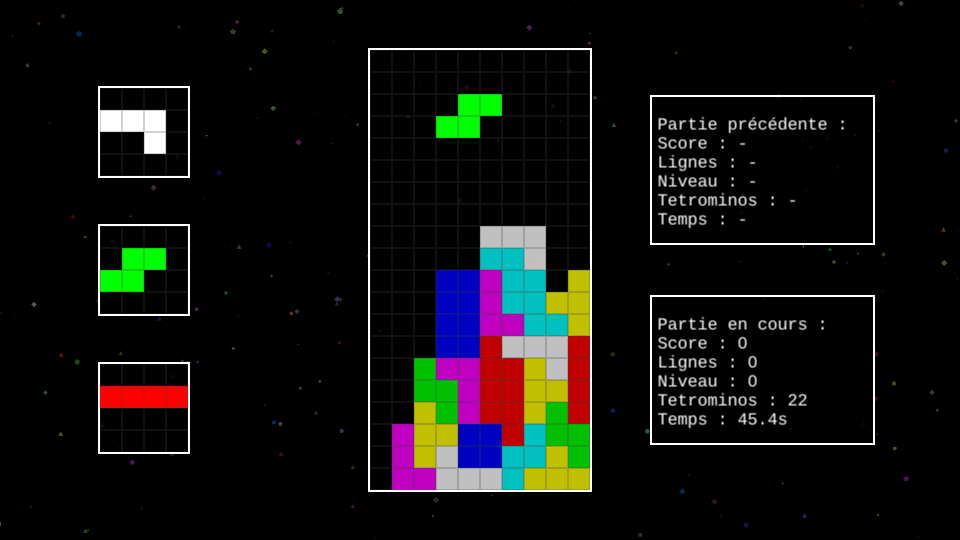 Partie précédente :
Score : -
Lignes : -
Niveau : -
Tetrominos : -
Temps : -
Partie en cours :
Score : 0
Lignes : 0
Niveau : 0
Tetrominos : 22
Temps : 45.4s